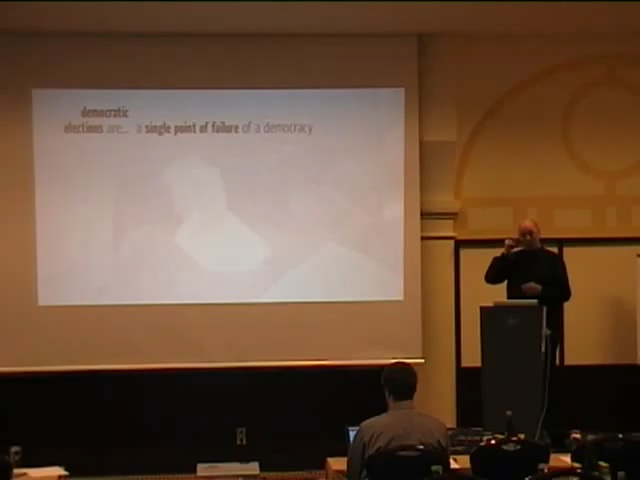 democratic
elections are... a single point of failure of a democracy